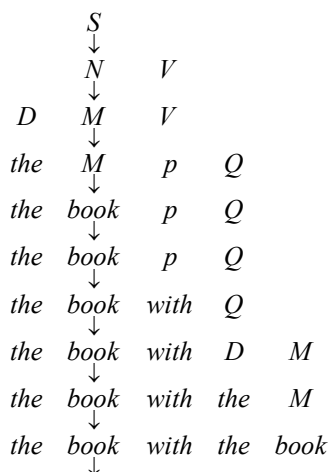 S
↓
N V
↓
D M V
↓
the M p Q
↓
the book p Q
↓
the book p Q
↓
the book with Q
↓
the book with D M
↓
the book with the M
↓
the book with the book
↓